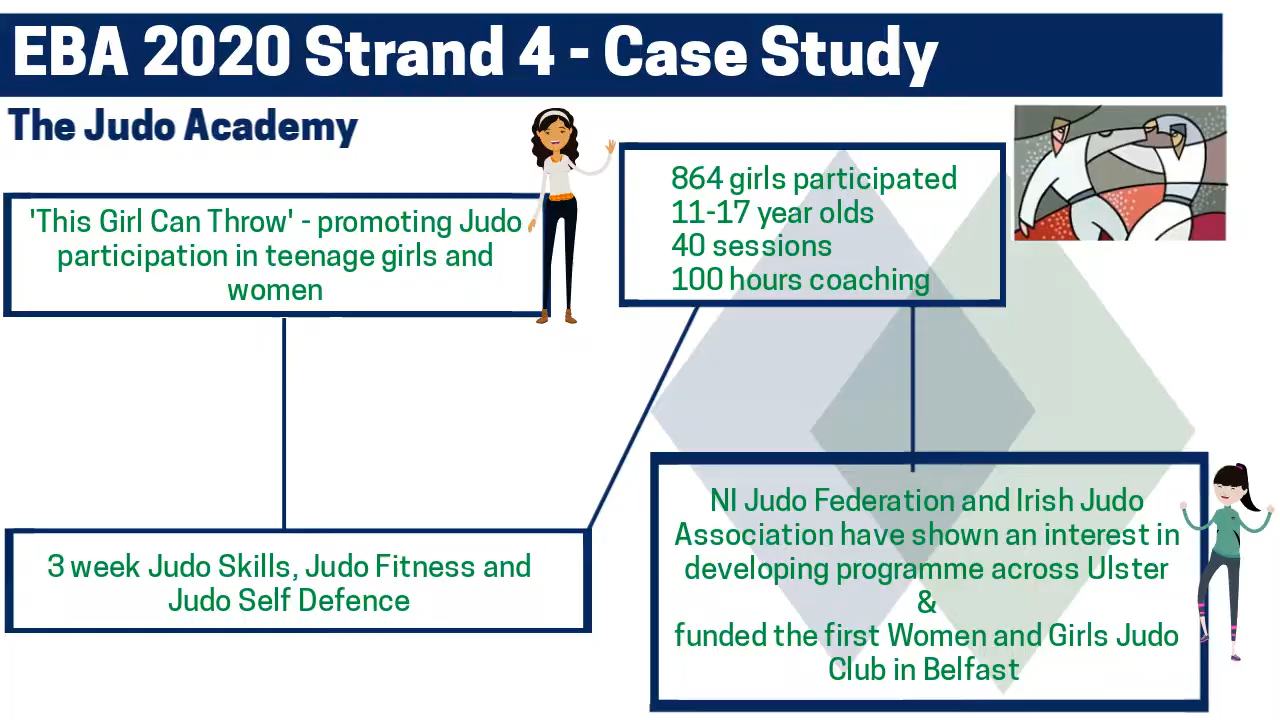 EBA 2020 Strand 4 - Case Study
The Judo Academy
'This Girl Can Throw' - promoting Judo
participation in teenage girls and
women
864 girls participated
11-17 year olds
40 sessions
100 hours coaching
3 week Judo Skills, Judo Fitness and
Judo Self Defence
NI Judo Federation and Irish Judo
Association have shown an interest in
developing programme across Ulster
&
funded the first Women and Girls Judo
Club in Belfast